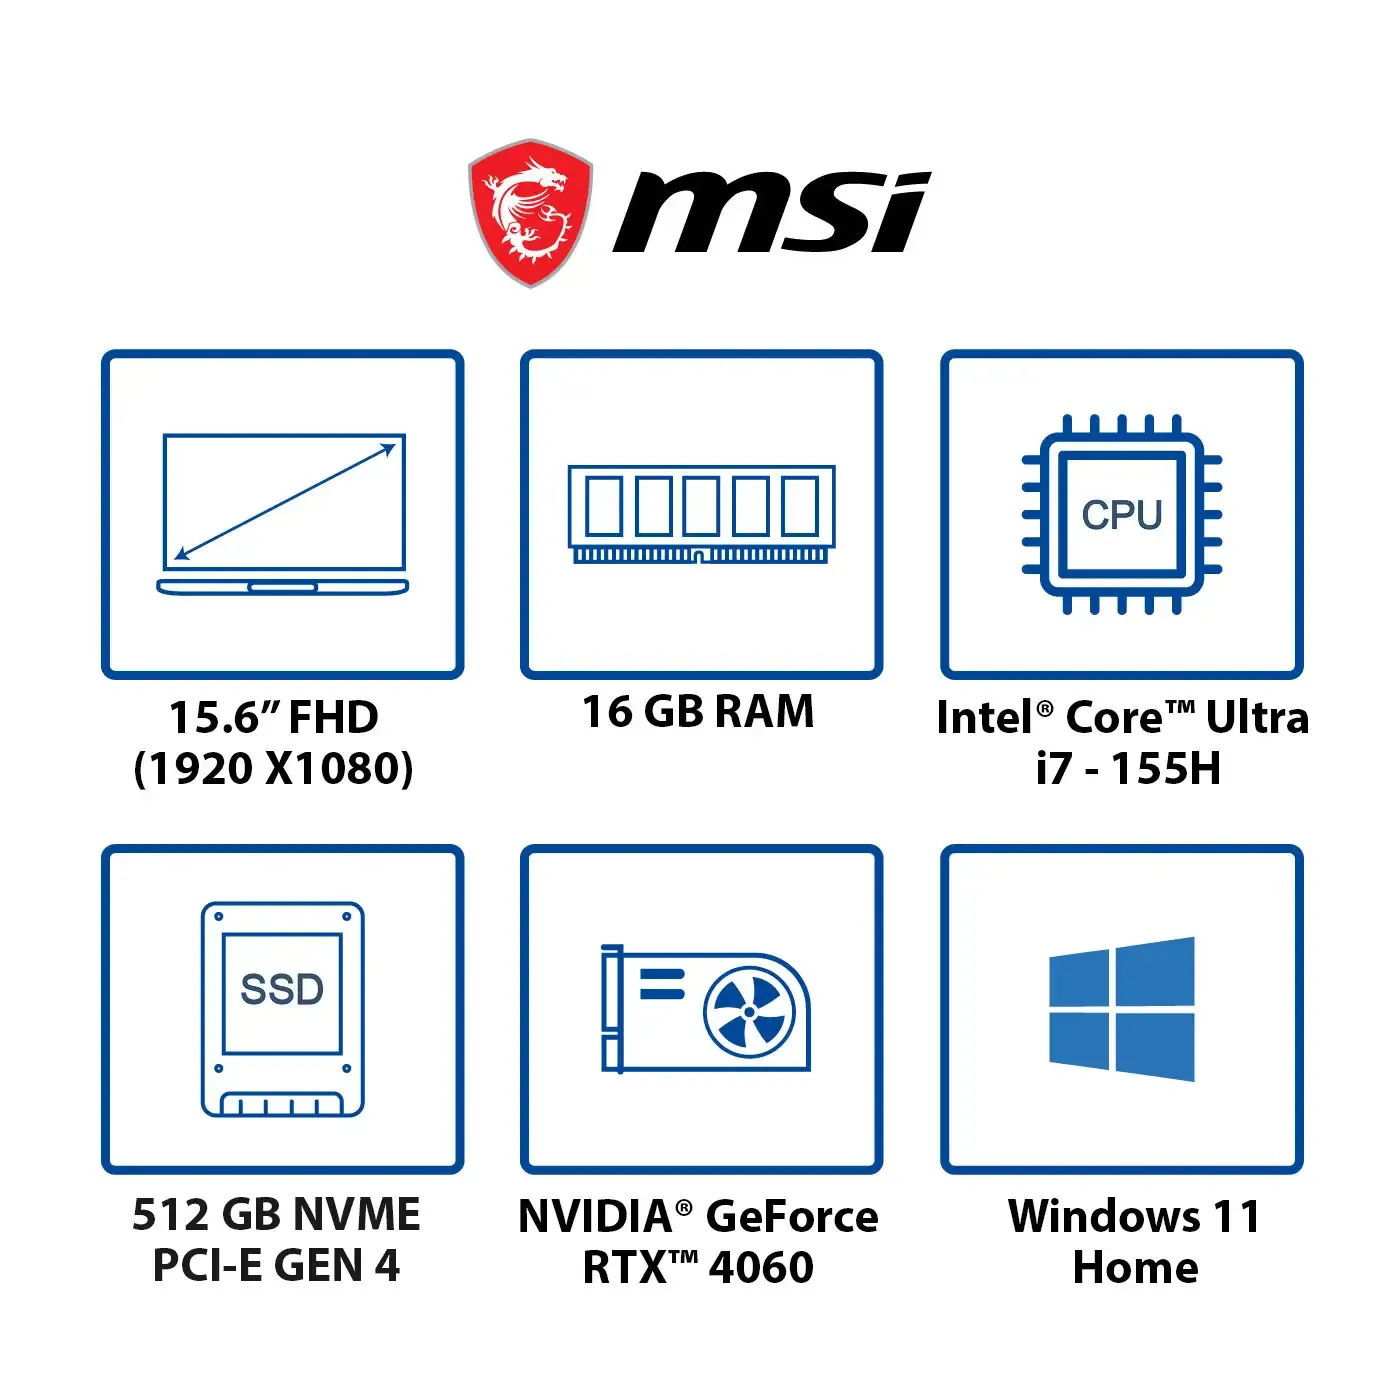 msi
15.6” FHD
(1920 X1080)
16 GB RAM
CPU
Intel® Core™ Ultra
i7 - 155H
SSD
512 GB NVME
PCI-E GEN 4
NVIDIA® GeForce
RTX™ 4060
Windows 11
Home